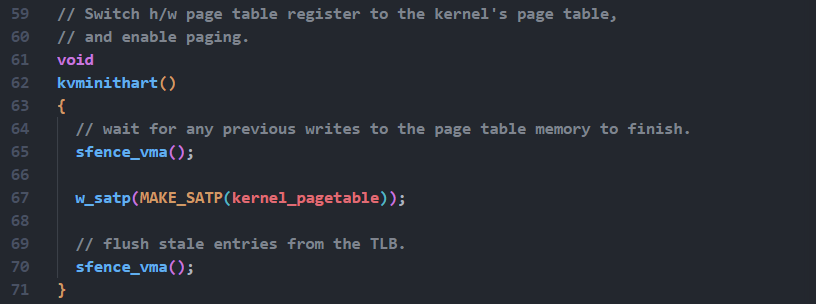 59 // Switch h/w page table register to the kernel's page table,
60 // and enable paging.
61 void
62 kvminithart()
63 {
64   // wait for any previous writes to the page table memory to finish.
65   sfence_vma();
66
67   w_satp(MAKE_SATP(kernel_pagetable));
68
69   // flush stale entries from the TLB.
70   sfence_vma();
71 }